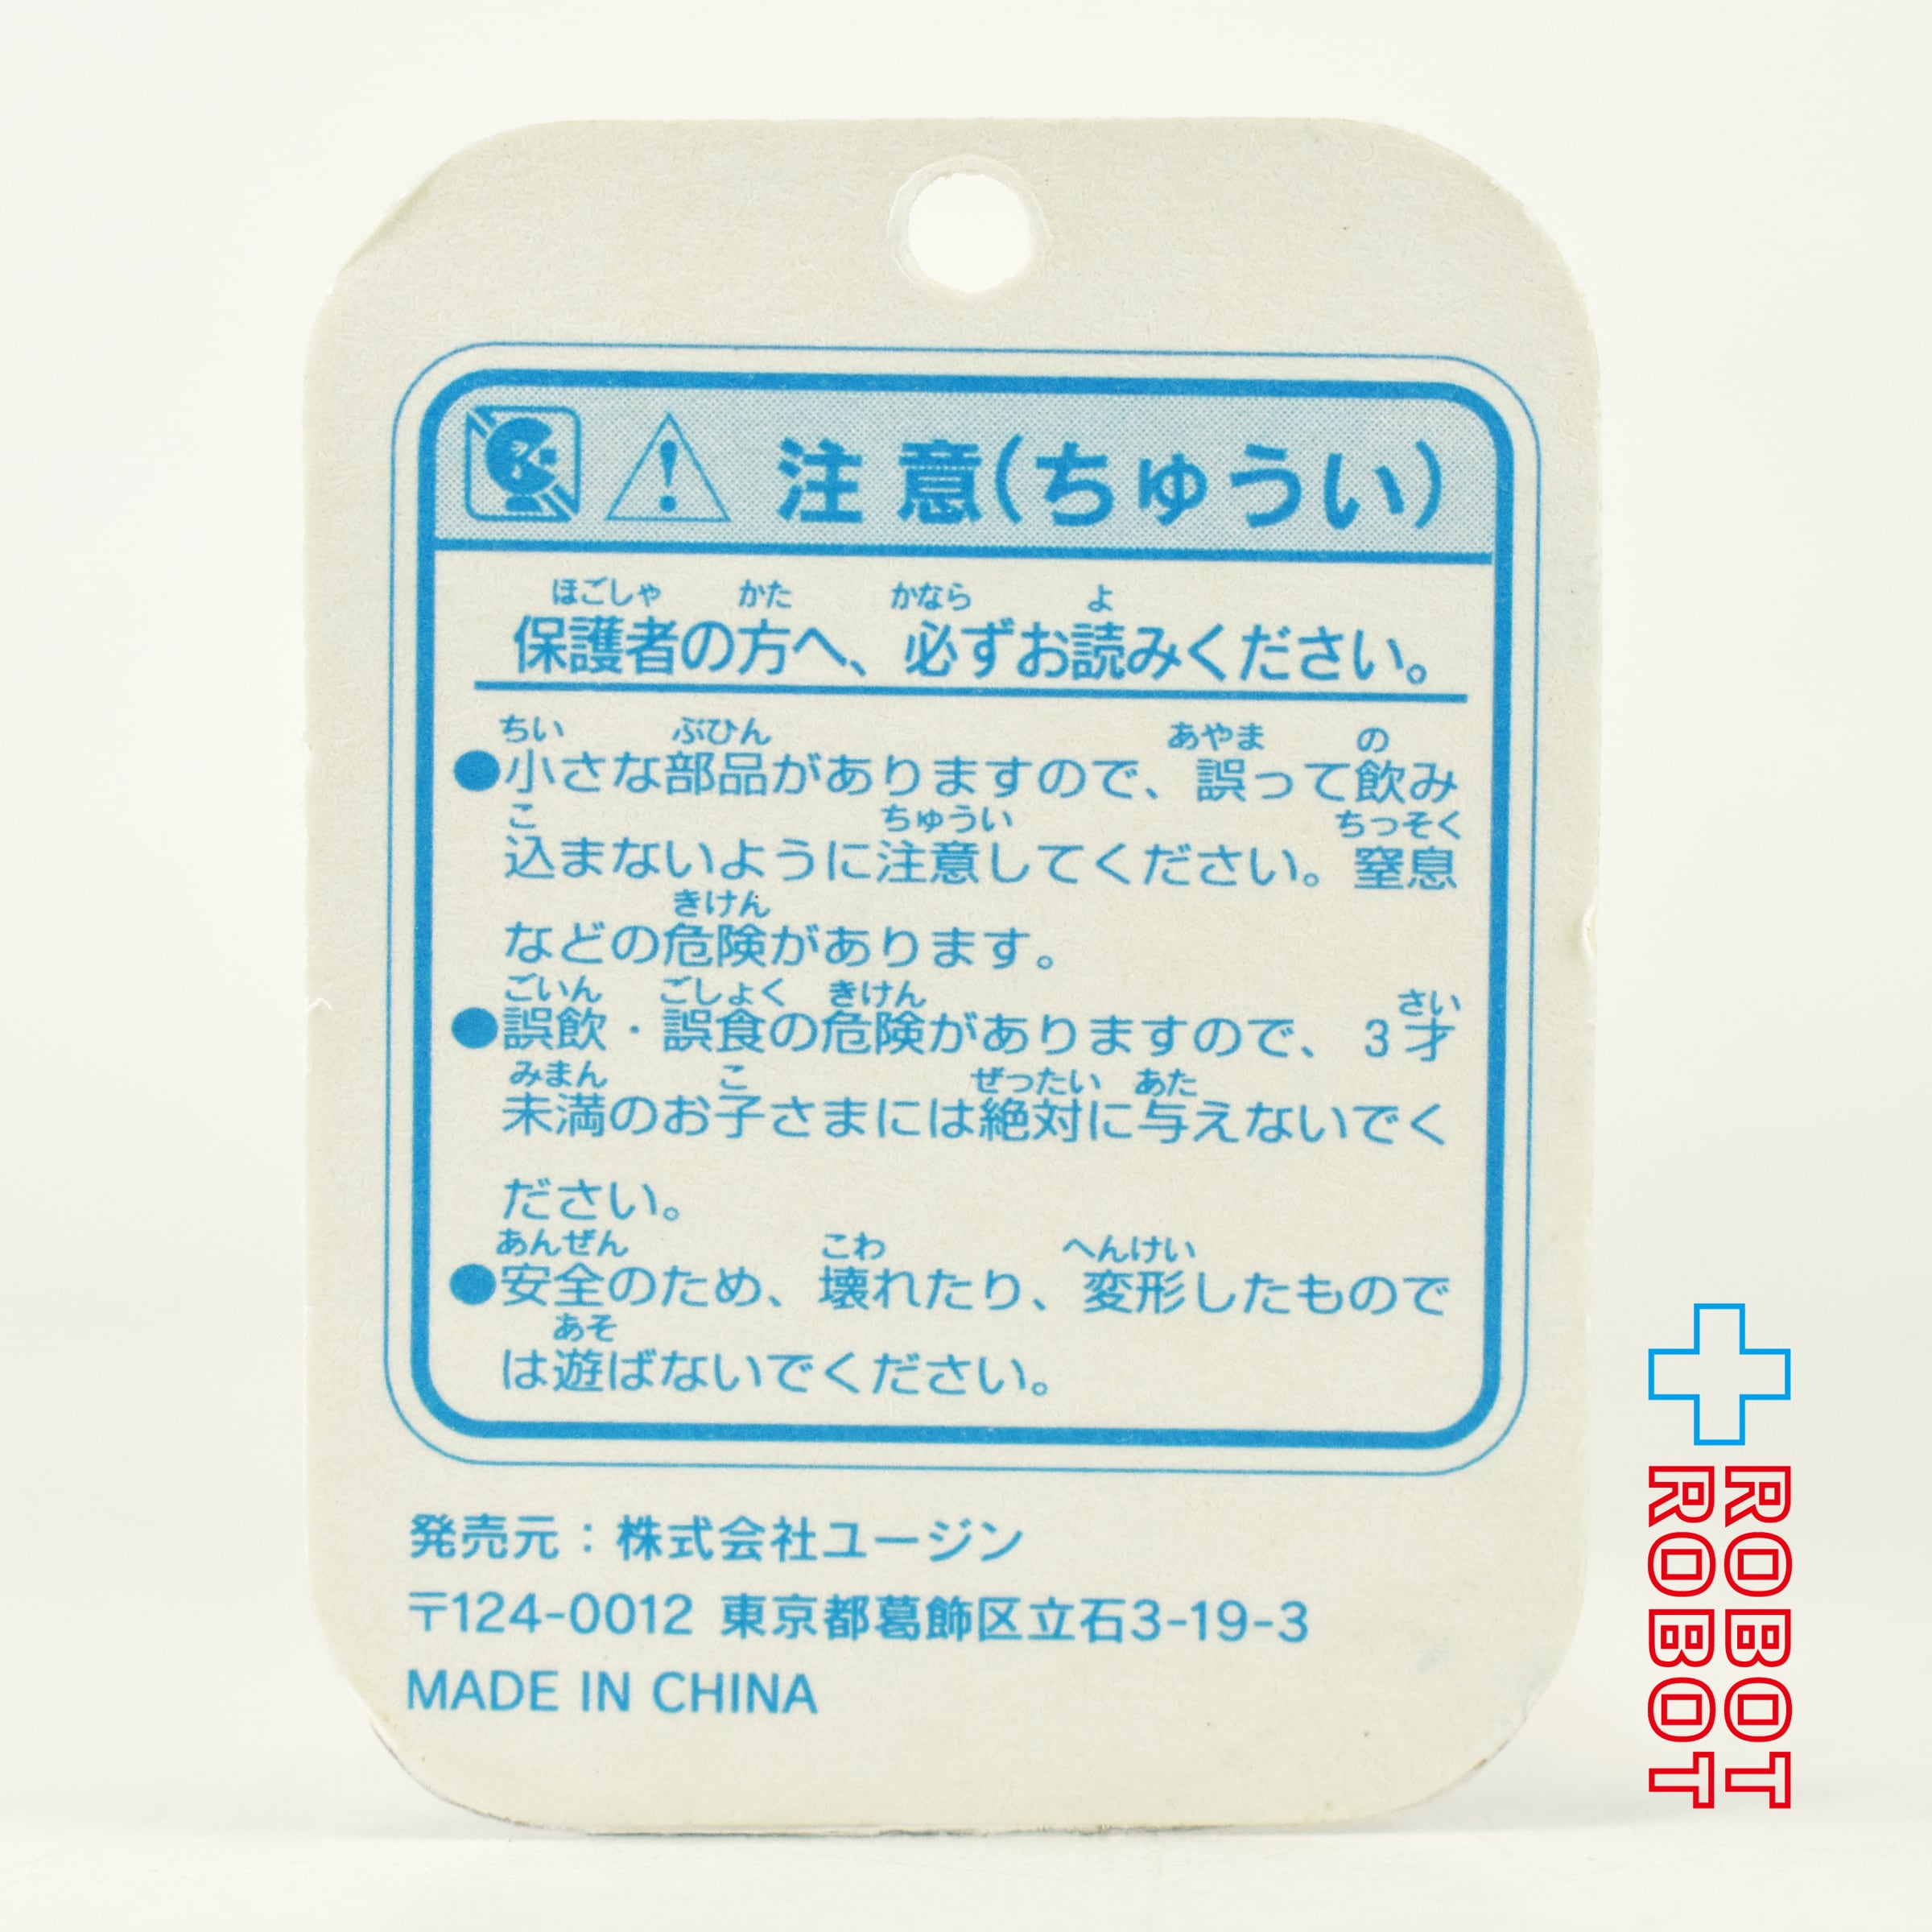 注意(ちゅうい)
ほごしゃ かた かなら よ
保護者の方へ、必ずお読みください。
ちい ぶひん あやま の
●小さな部品がありますので、誤って飲み
こ ちゅうい ちっそく
込まないように注意してください。窒息
きけん
などの危険があります。
ごいん ごしょく きけん さい
●誤飲・誤食の危険がありますので、3才
みまん こ ぜったい あた
未満のお子さまには絶対に与えないでく
ださい。
あんぜん こわ へんけい
●安全のため、壊れたり、変形したもので
あそ
は遊ばないでください。
発売元：株式会社ユージン
〒124-0012 東京都葛飾区立石3-19-3
MADE IN CHINA
ROBOT
ROBOT